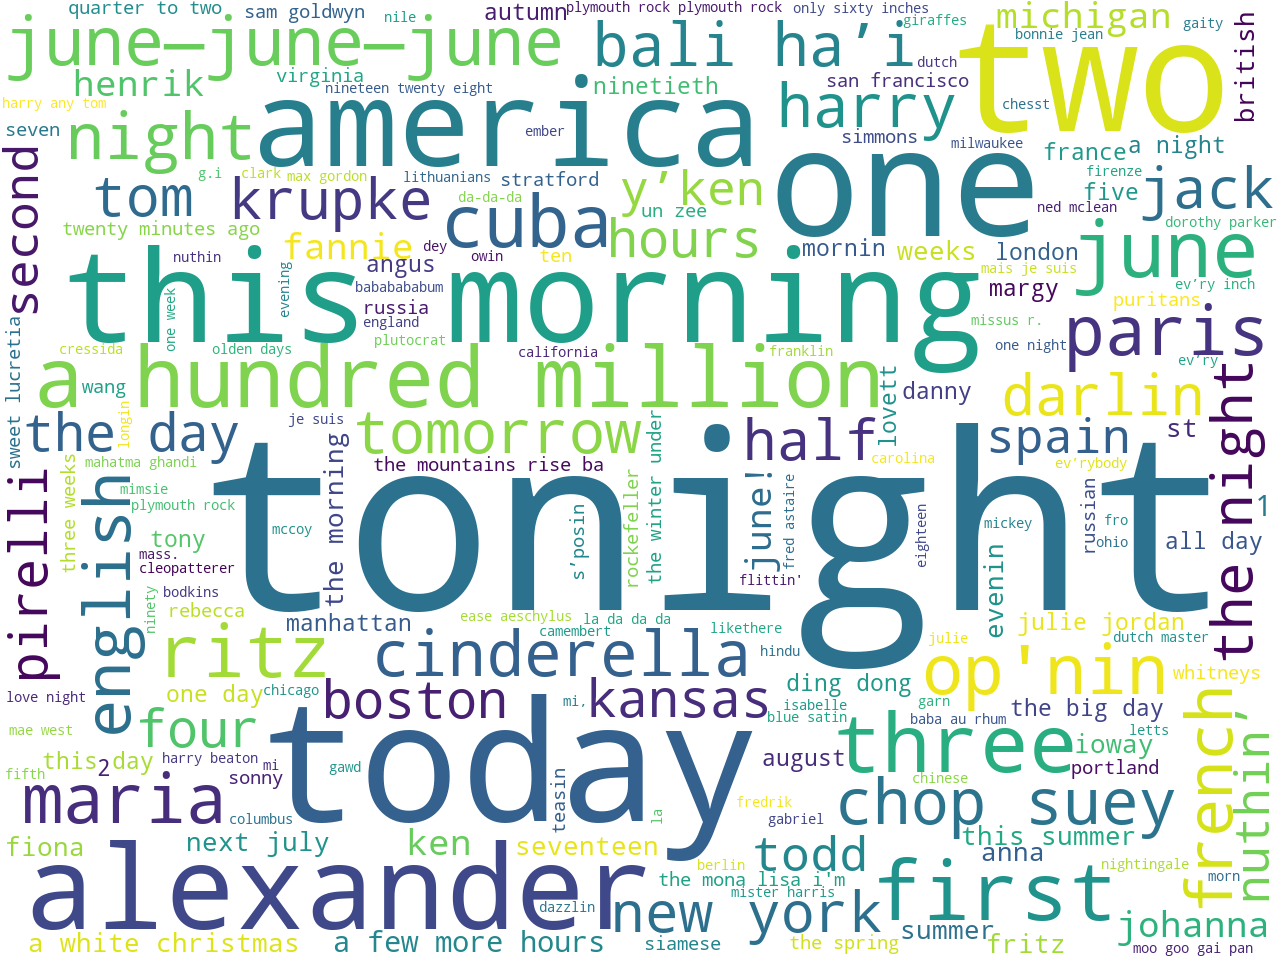 quarter to two
sam goldwyn
nile
autumn
plymouth rock plymouth rock
only sixty inches
giraffes
michigan
gaity
june—june—june
bali ha’i
bonnie jean
two
british
henrik
virginia
nineteen twenty eight
ninetieth
dutch
san francisco
harry any tom
america
harry
chesst
seven
night
ember
simmons
milwaukee
one
france
a night
second
g.i
clark
max gordon
lithuanians
stratford
y’ken
firenze
five
jack
tom
krupke
da-da-da
cuba
un zee
ned mclean
dorothy parker
twenty minutes ago
fannie
dey
hours
mornin
weeks
london
june
nuthin
angus
owin
ten
mais je suis
this morning
evening
bababababum
margy
ev’ry inch
one week
russia
puritans
england
missus r.
paris
sweet lucretia
plutocrat
cressida
olden days
california
franklin
one night
ev’ry
a hundred million
wang
lovett
danny
darlin
the night
longin
je suis
the day
tomorrow
half
spain
st
mahatma ghandi
the mountains rise ba
carolina
ev'rybody
pirelli
three weeks
english
mimsie
plymouth rock
the morning
tonight
rockefeller
the winter under
june!
fred astaire
russian
1
mccoy
s’posin
eighteen
mickey
fro
tony
ohio
all day
mass.
cleopatterer
flittin'
evenin
ninety
bodkins
rebecca
manhattan
ease aeschylus
la da da da
camembert
likethere
julie jordan
julie
dutch master
ritz
cinderella
hindu
op'nin
whitneys
love night
one day
chicago
boston
mi,
kansas
ding dong
isabelle
blue satin
garn
baba au rhum
the big day
french
nuthin’
mae west
four
today
three
letts
ioway
this day
harry beaton
mi
august
portland
fifth
2
sonny
gawd
chinese
maria
columbus
teasin
la
fredrik
gabriel
chop suey
fiona
next july
ken
seventeen
this summer
alexander
berlin
todd
anna
nightingale
the mona lisa i'm
first
morn
mister harris
dazzlin
new york
johanna
a white christmas
a few more hours
siamese
the spring
summer
fritz
moo goo gai pan